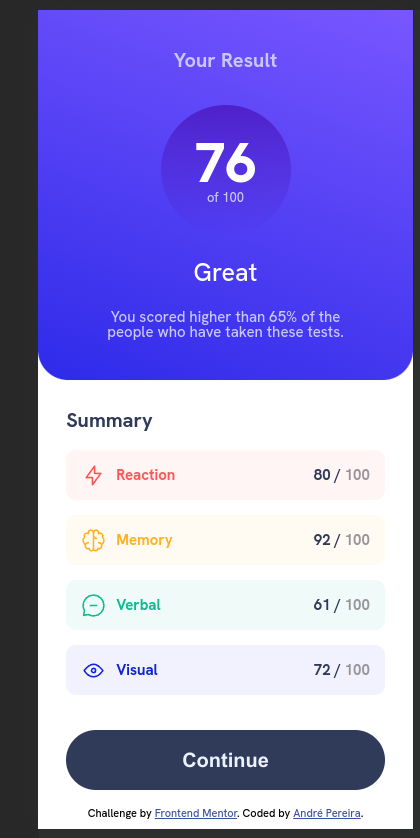 Your Result
76
of 100
Great
You scored higher than 65% of the
people who have taken these tests.
Summary
Reaction 80 / 100
Memory 92 / 100
Verbal 61 / 100
Visual 72 / 100
Continue
Challenge by Frontend Mentor. Coded by André Pereira.